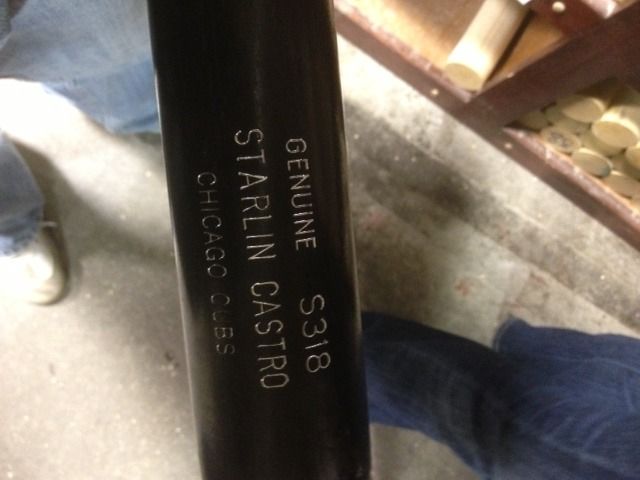 GENUINE S318
STARLIN CASTRO
CHICAGO CUBS